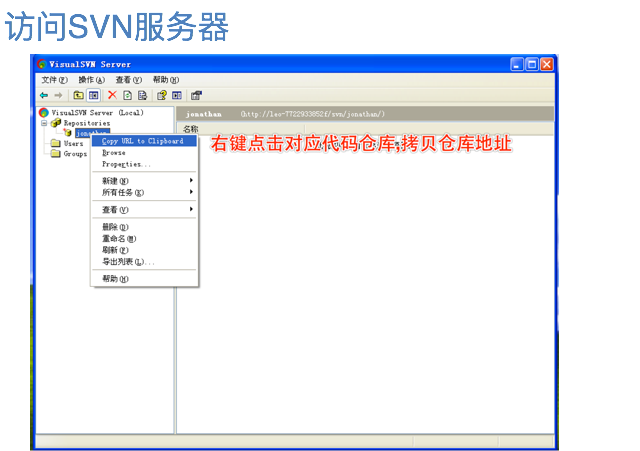 访问SVN服务器
VisualSVN Server
文件(F) 操作(A) 查看(V) 帮助(H)
VisualSVN Server (Local)
jonathan (http://leo-7722933852f/svn/jonathan/)
Repositories
名称
jonathan
右键点击对应代码仓库,拷贝仓库地址
Users
Groups
Copy URL to Clipboard
Browse
Properties...
新建(N)
所有任务(K)
查看(V)
删除(D)
重命名(M)
刷新(F)
导出列表(L)...
帮助(H)